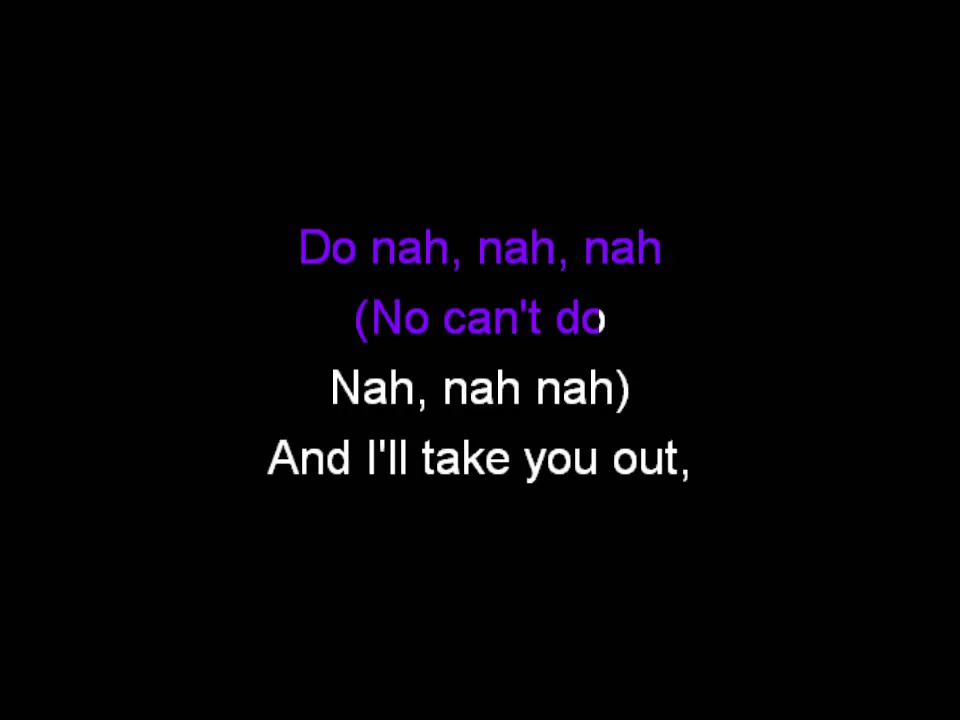 Do nah, nah, nah
(No can't do
Nah, nah nah)
And I'll take you out,